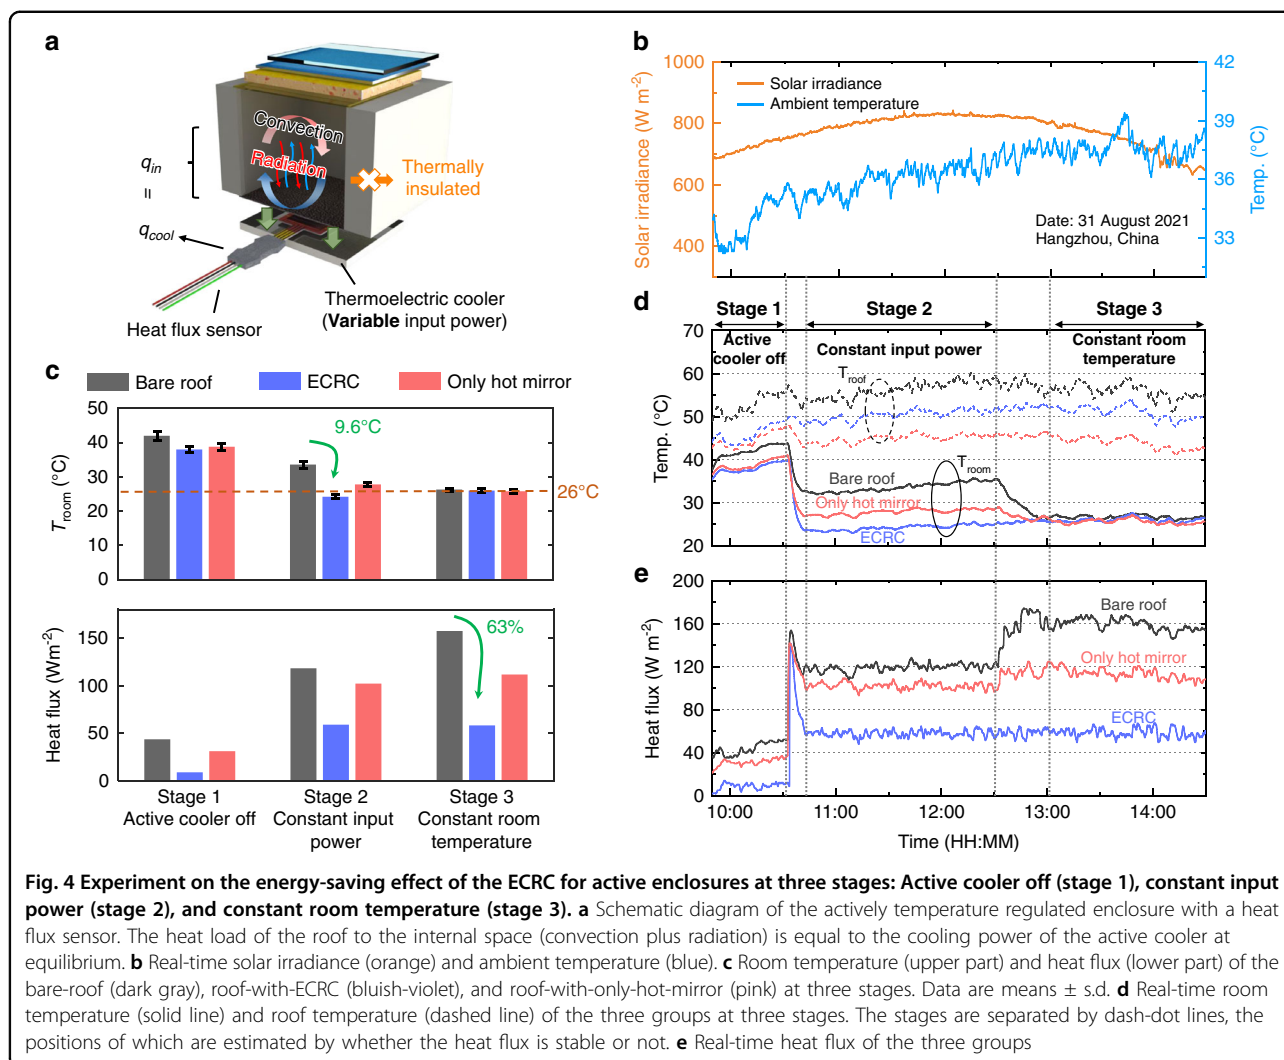 a
Convection
Radiation
q_in
=
q_cool
Thermally
insulated
Heat flux sensor
Thermoelectric cooler
(Variable input power)
b
Solar irradiance (W m⁻²)
1000
800
600
400
Solar irradiance
Ambient temperature
Date: 31 August 2021
Hangzhou, China
42
39
36
33
Temp. (°C)
c
Bare roof
ECRC
Only hot mirror
T_room (°C)
50
40
30
20
10
0
9.6°C
26°C
Heat flux (Wm⁻²)
150
100
50
0
63%
Stage 1
Active cooler off
Stage 2
Constant input
power
Stage 3
Constant room
temperature
d
Stage 1
Stage 2
Stage 3
Active
cooler off
Constant input power
Constant room
temperature
Temp. (°C)
70
60
50
40
30
20
T_roof
T_room
Bare roof
Only hot mirror
ECRC
e
Heat flux (W m⁻²)
200
160
120
80
40
0
Bare roof
Only hot mirror
ECRC
10:00
11:00
12:00
13:00
14:00
Time (HH:MM)
Fig. 4 Experiment on the energy-saving effect of the ECRC for active enclosures at three stages: Active cooler off (stage 1), constant input
power (stage 2), and constant room temperature (stage 3). a Schematic diagram of the actively temperature regulated enclosure with a heat
flux sensor. The heat load of the roof to the internal space (convection plus radiation) is equal to the cooling power of the active cooler at
equilibrium. b Real-time solar irradiance (orange) and ambient temperature (blue). c Room temperature (upper part) and heat flux (lower part) of the
bare-roof (dark gray), roof-with-ECRC (bluish-violet), and roof-with-only-hot-mirror (pink) at three stages. Data are means ± s.d. d Real-time room
temperature (solid line) and roof temperature (dashed line) of the three groups at three stages. The stages are separated by dash-dot lines, the
positions of which are estimated by whether the heat flux is stable or not. e Real-time heat flux of the three groups